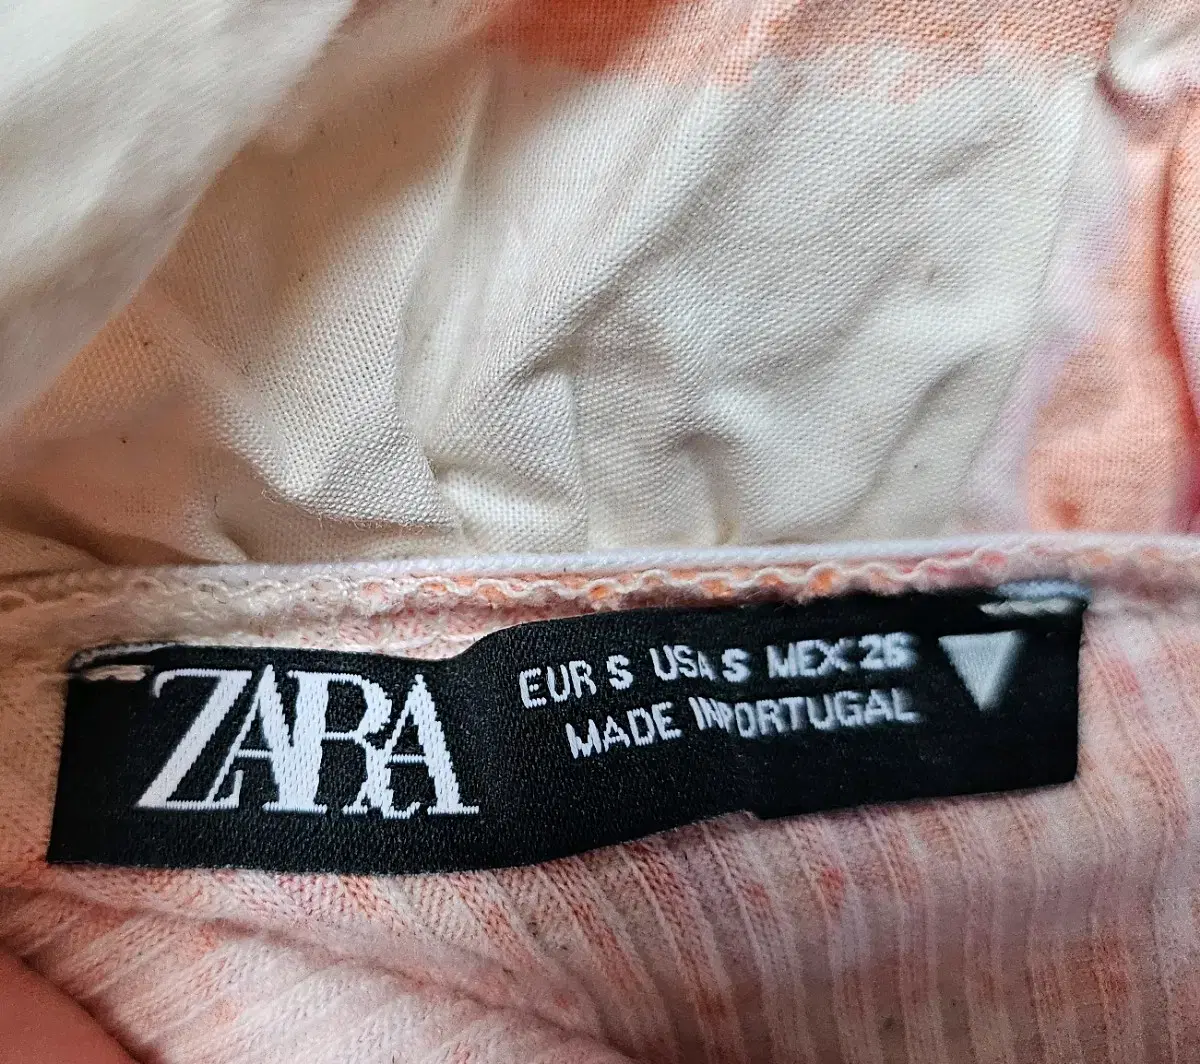 ZARA
EUR S USA S MEX 26
MADE IN PORTUGAL